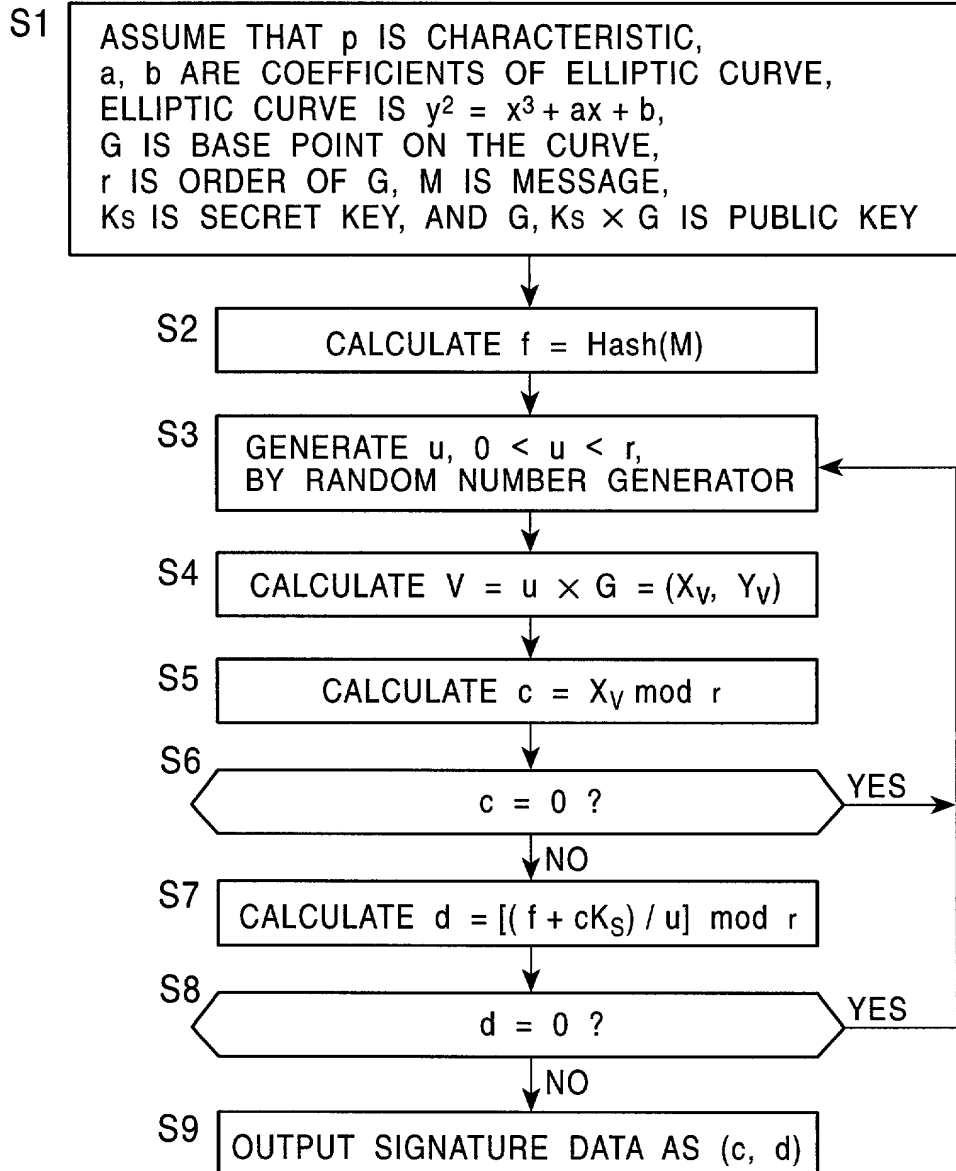 S1
ASSUME THAT p IS CHARACTERISTIC,
a, b ARE COEFFICIENTS OF ELLIPTIC CURVE,
ELLIPTIC CURVE IS y² = x³ + ax + b,
G IS BASE POINT ON THE CURVE,
r IS ORDER OF G, M IS MESSAGE,
Ks IS SECRET KEY, AND G, Ks × G IS PUBLIC KEY
S2
CALCULATE f = Hash(M)
S3
GENERATE u, 0 < u < r,
BY RANDOM NUMBER GENERATOR
S4
CALCULATE V = u × G = (X_V, Y_V)
S5
CALCULATE c = X_V mod r
S6
c = 0 ?
YES
NO
S7
CALCULATE d = [( f + cK_S) / u] mod r
S8
d = 0 ?
YES
NO
S9
OUTPUT SIGNATURE DATA AS (c, d)